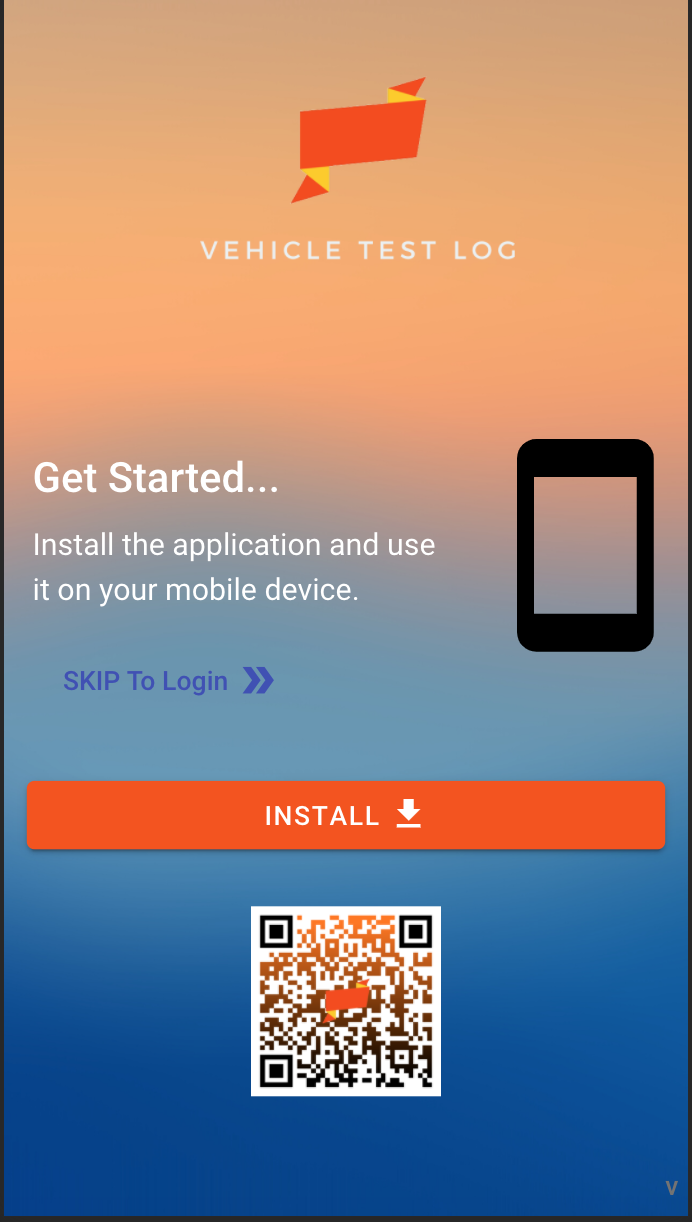 VEHICLE TEST LOG
Get Started...
Install the application and use
it on your mobile device.
SKIP To Login
INSTALL
V